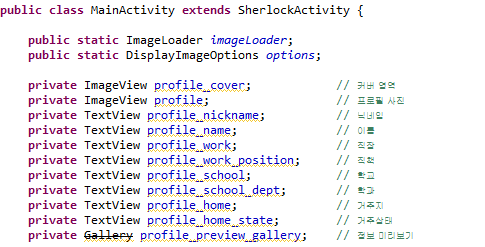 public class MainActivity extends SherlockActivity {
public static ImageLoader imageLoader;
public static DisplayImageOptions options;
private ImageView profile_cover; // 커버 영역
private ImageView profile; // 프로필 사진
private TextView profile_nickname; // 닉네임
private TextView profile_name; // 이름
private TextView profile_work; // 직장
private TextView profile_work_position; // 직책
private TextView profile_school; // 학교
private TextView profile_school_dept; // 학과
private TextView profile_home; // 거주지
private TextView profile_home_state; // 거주상태
private Gallery profile_preview_gallery; // 정보 미리보기